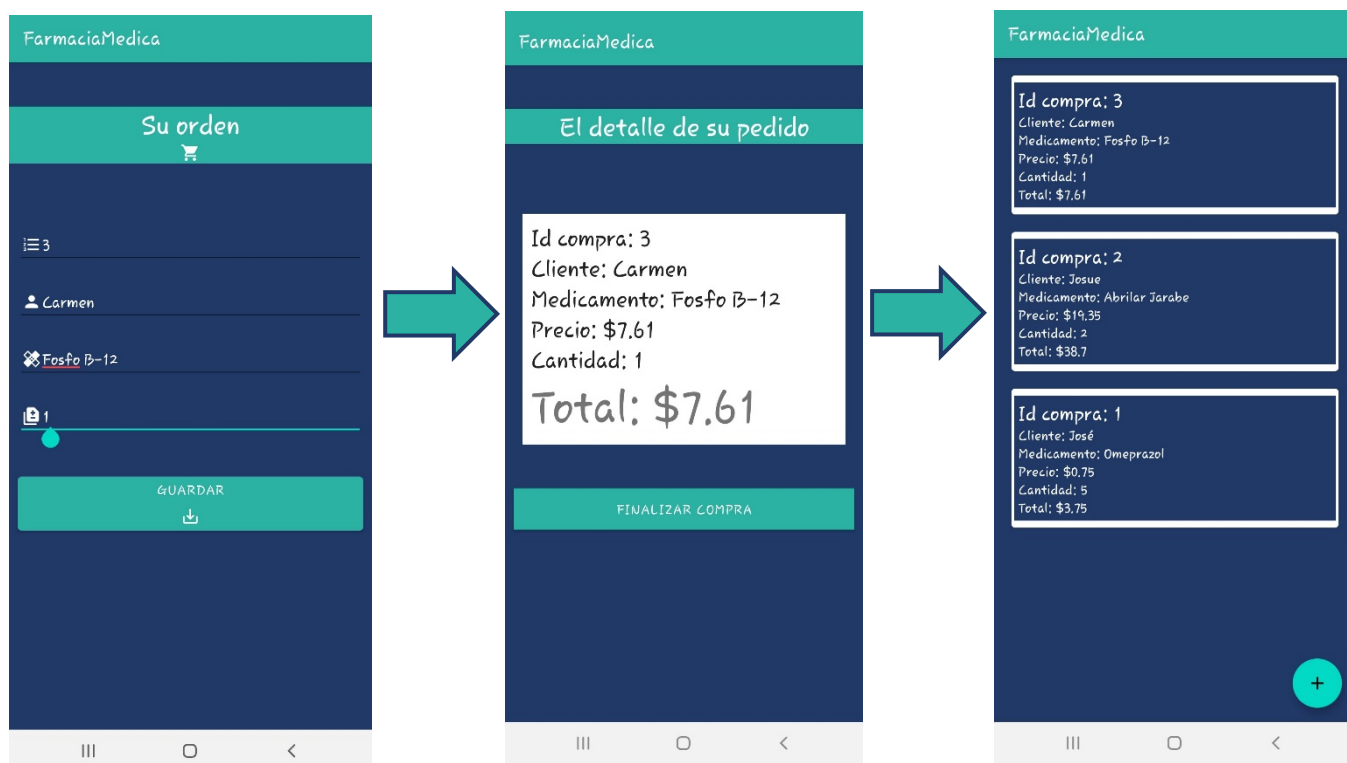 FarmaciaMedica
Su orden
3
Carmen
Fosfo B-12
1
GUARDAR
FarmaciaMedica
El detalle de su pedido
Id compra: 3
Cliente: Carmen
Medicamento: Fosfo B-12
Precio: $7.61
Cantidad: 1
Total: $7.61
FINALIZAR COMPRA
FarmaciaMedica
Id compra: 3
Cliente: Carmen
Medicamento: Fosfo B-12
Precio: $7.61
Cantidad: 1
Total: $7.61
Id compra: 2
Cliente: Josue
Medicamento: Abrilar Jarabe
Precio: $19.35
Cantidad: 2
Total: $38.7
Id compra: 1
Cliente: José
Medicamento: Omeprazol
Precio: $0.75
Cantidad: 5
Total: $3.75